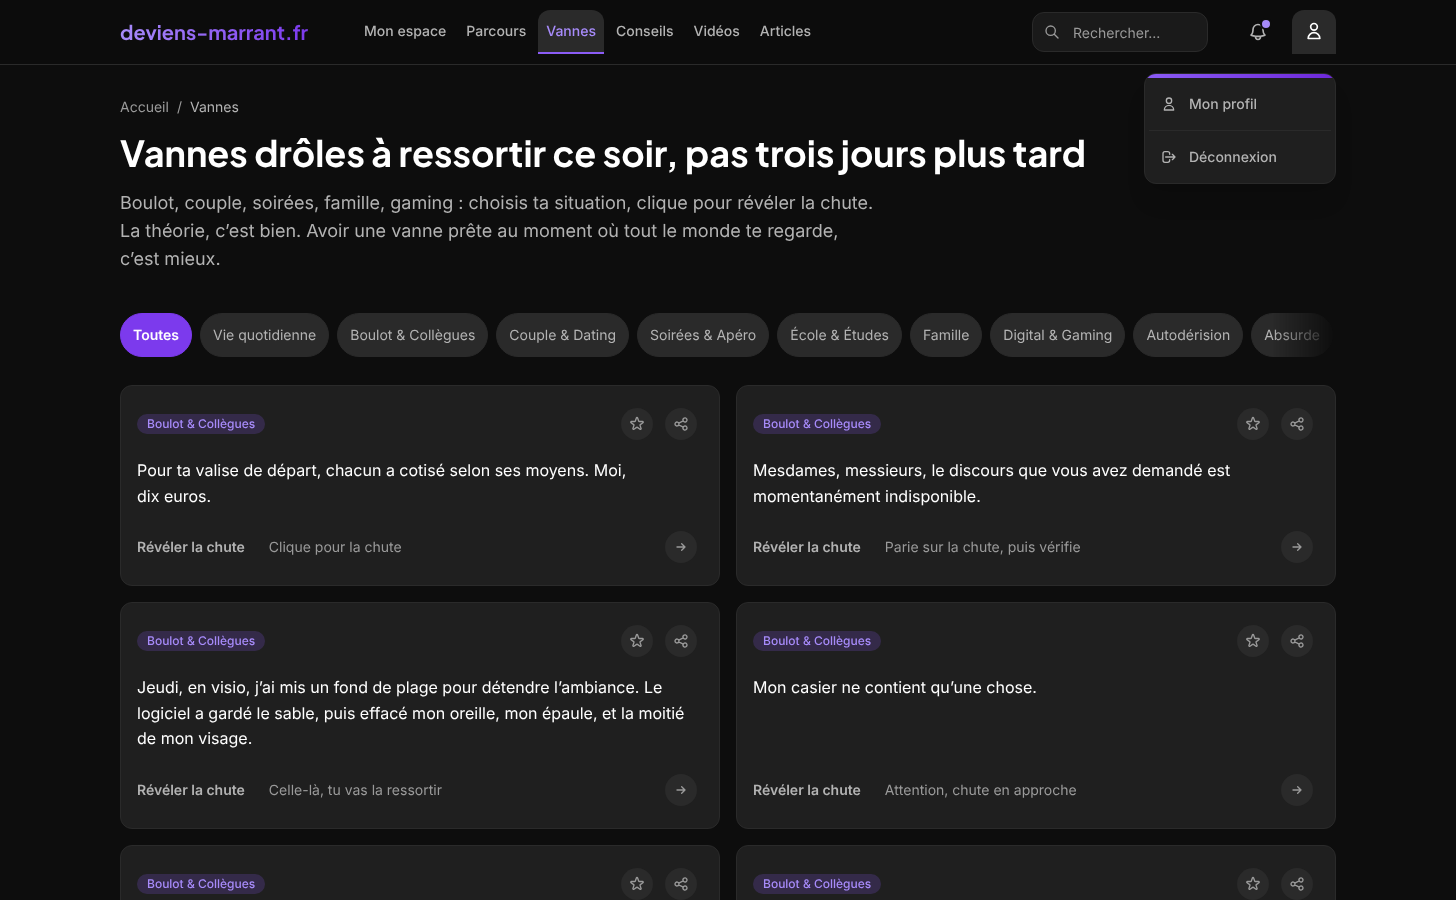 deviens-marrant.fr
Mon espace
Parcours
Vannes
Conseils
Vidéos
Articles
Rechercher...
Mon profil
Déconnexion
Accueil / Vannes
Vannes drôles à ressortir ce soir, pas trois jours plus tard
Boulot, couple, soirées, famille, gaming : choisis ta situation, clique pour révéler la chute.
La théorie, c’est bien. Avoir une vanne prête au moment où tout le monde te regarde,
c’est mieux.
Toutes
Vie quotidienne
Boulot & Collègues
Couple & Dating
Soirées & Apéro
École & Études
Famille
Digital & Gaming
Autodérision
Absurde
Boulot & Collègues
Pour ta valise de départ, chacun a cotisé selon ses moyens. Moi,
dix euros.
Révéler la chute
Clique pour la chute
Boulot & Collègues
Mesdames, messieurs, le discours que vous avez demandé est
momentanément indisponible.
Révéler la chute
Parie sur la chute, puis vérifie
Boulot & Collègues
Jeudi, en visio, j’ai mis un fond de plage pour détendre l’ambiance. Le
logiciel a gardé le sable, puis effacé mon oreille, mon épaule, et la moitié
de mon visage.
Révéler la chute
Celle-là, tu vas la ressortir
Boulot & Collègues
Mon casier ne contient qu’une chose.
Révéler la chute
Attention, chute en approche
Boulot & Collègues
Boulot & Collègues